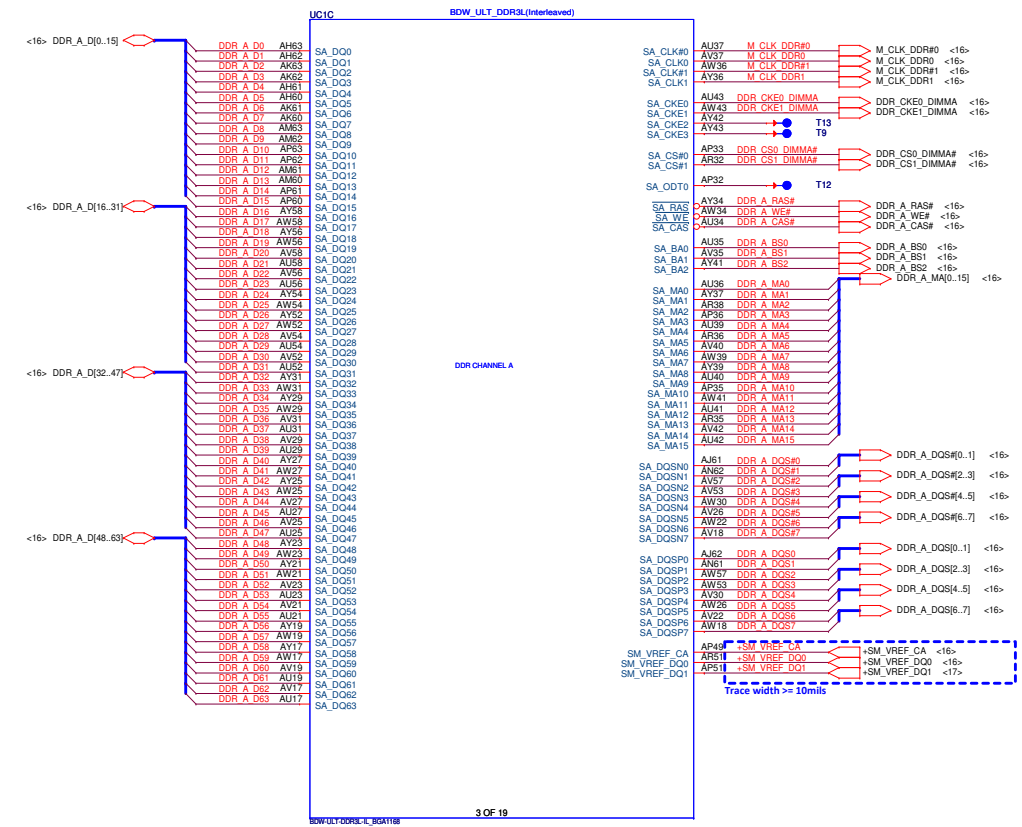 UC1C
BDW_ULT_DDR3L(Interleaved)
<16> DDR_A_D[0..15]
DDR_A_D0 AH63 SA_DQ0
DDR_A_D1 AH62 SA_DQ1
DDR_A_D2 AK63 SA_DQ2
DDR_A_D3 AK62 SA_DQ3
DDR_A_D4 AH61 SA_DQ4
DDR_A_D5 AH60 SA_DQ5
DDR_A_D6 AK61 SA_DQ6
DDR_A_D7 AK60 SA_DQ7
DDR_A_D8 AM63 SA_DQ8
DDR_A_D9 AM62 SA_DQ9
DDR_A_D10 AP63 SA_DQ10
DDR_A_D11 AP62 SA_DQ11
DDR_A_D12 AM61 SA_DQ12
DDR_A_D13 AM60 SA_DQ13
DDR_A_D14 AP61 SA_DQ14
DDR_A_D15 AP60 SA_DQ15
<16> DDR_A_D[16..31]
DDR_A_D16 AY58 SA_DQ16
DDR_A_D17 AW58 SA_DQ17
DDR_A_D18 AY56 SA_DQ18
DDR_A_D19 AW56 SA_DQ19
DDR_A_D20 AV58 SA_DQ20
DDR_A_D21 AU58 SA_DQ21
DDR_A_D22 AV56 SA_DQ22
DDR_A_D23 AU56 SA_DQ23
DDR_A_D24 AY54 SA_DQ24
DDR_A_D25 AW54 SA_DQ25
DDR_A_D26 AY52 SA_DQ26
DDR_A_D27 AW52 SA_DQ27
DDR_A_D28 AV54 SA_DQ28
DDR_A_D29 AU54 SA_DQ29
DDR_A_D30 AV52 SA_DQ30
DDR_A_D31 AU52 SA_DQ31
<16> DDR_A_D[32..47]
DDR_A_D32 AY31 SA_DQ32
DDR_A_D33 AW31 SA_DQ33
DDR_A_D34 AY29 SA_DQ34
DDR_A_D35 AW29 SA_DQ35
DDR_A_D36 AV31 SA_DQ36
DDR_A_D37 AU31 SA_DQ37
DDR_A_D38 AV29 SA_DQ38
DDR_A_D39 AU29 SA_DQ39
DDR_A_D40 AY27 SA_DQ40
DDR_A_D41 AW27 SA_DQ41
DDR_A_D42 AY25 SA_DQ42
DDR_A_D43 AW25 SA_DQ43
DDR_A_D44 AV27 SA_DQ44
DDR_A_D45 AU27 SA_DQ45
DDR_A_D46 AV25 SA_DQ46
DDR_A_D47 AU25 SA_DQ47
<16> DDR_A_D[48..63]
DDR_A_D48 AY23 SA_DQ48
DDR_A_D49 AW23 SA_DQ49
DDR_A_D50 AY21 SA_DQ50
DDR_A_D51 AW21 SA_DQ51
DDR_A_D52 AV23 SA_DQ52
DDR_A_D53 AU23 SA_DQ53
DDR_A_D54 AV21 SA_DQ54
DDR_A_D55 AU21 SA_DQ55
DDR_A_D56 AY19 SA_DQ56
DDR_A_D57 AW19 SA_DQ57
DDR_A_D58 AY17 SA_DQ58
DDR_A_D59 AW17 SA_DQ59
DDR_A_D60 AV19 SA_DQ60
DDR_A_D61 AU19 SA_DQ61
DDR_A_D62 AV17 SA_DQ62
DDR_A_D63 AU17 SA_DQ63
DDR CHANNEL A
SA_CLK#0 AU37 M_CLK_DDR#0 M_CLK_DDR#0 <16>
SA_CLK0 AV37 M_CLK_DDR0 M_CLK_DDR0 <16>
SA_CLK#1 AW36 M_CLK_DDR#1 M_CLK_DDR#1 <16>
SA_CLK1 AY36 M_CLK_DDR1 M_CLK_DDR1 <16>
SA_CKE0 AU43 DDR_CKE0_DIMMA DDR_CKE0_DIMMA <16>
SA_CKE1 AW43 DDR_CKE1_DIMMA DDR_CKE1_DIMMA <16>
SA_CKE2 AY42 T13
SA_CKE3 AY43 T9
SA_CS#0 AP33 DDR_CS0_DIMMA# DDR_CS0_DIMMA# <16>
SA_CS#1 AR32 DDR_CS1_DIMMA# DDR_CS1_DIMMA# <16>
SA_ODT0 AP32 T12
SA_RAS AY34 DDR_A_RAS# DDR_A_RAS# <16>
SA_WE AW34 DDR_A_WE# DDR_A_WE# <16>
SA_CAS AU34 DDR_A_CAS# DDR_A_CAS# <16>
SA_BA0 AU35 DDR_A_BS0 DDR_A_BS0 <16>
SA_BA1 AV35 DDR_A_BS1 DDR_A_BS1 <16>
SA_BA2 AY41 DDR_A_BS2 DDR_A_BS2 <16>
DDR_A_MA[0..15] <16>
SA_MA0 AU36 DDR_A_MA0
SA_MA1 AY37 DDR_A_MA1
SA_MA2 AR38 DDR_A_MA2
SA_MA3 AP36 DDR_A_MA3
SA_MA4 AU39 DDR_A_MA4
SA_MA5 AR36 DDR_A_MA5
SA_MA6 AV40 DDR_A_MA6
SA_MA7 AW39 DDR_A_MA7
SA_MA8 AY39 DDR_A_MA8
SA_MA9 AU40 DDR_A_MA9
SA_MA10 AP35 DDR_A_MA10
SA_MA11 AW41 DDR_A_MA11
SA_MA12 AU41 DDR_A_MA12
SA_MA13 AR35 DDR_A_MA13
SA_MA14 AV42 DDR_A_MA14
SA_MA15 AU42 DDR_A_MA15
DDR_A_DQS#[0..1] <16>
SA_DQSN0 AJ61 DDR_A_DQS#0
SA_DQSN1 AN62 DDR_A_DQS#1
DDR_A_DQS#[2..3] <16>
SA_DQSN2 AV57 DDR_A_DQS#2
SA_DQSN3 AV53 DDR_A_DQS#3
DDR_A_DQS#[4..5] <16>
SA_DQSN4 AW30 DDR_A_DQS#4
SA_DQSN5 AV26 DDR_A_DQS#5
DDR_A_DQS#[6..7] <16>
SA_DQSN6 AW22 DDR_A_DQS#6
SA_DQSN7 AV18 DDR_A_DQS#7
DDR_A_DQS[0..1] <16>
SA_DQSP0 AJ62 DDR_A_DQS0
SA_DQSP1 AN61 DDR_A_DQS1
DDR_A_DQS[2..3] <16>
SA_DQSP2 AW57 DDR_A_DQS2
SA_DQSP3 AW53 DDR_A_DQS3
DDR_A_DQS[4..5] <16>
SA_DQSP4 AV30 DDR_A_DQS4
SA_DQSP5 AW26 DDR_A_DQS5
DDR_A_DQS[6..7] <16>
SA_DQSP6 AV22 DDR_A_DQS6
SA_DQSP7 AW18 DDR_A_DQS7
SM_VREF_CA AP49 +SM_VREF_CA +SM_VREF_CA <16>
SM_VREF_DQ0 AR51 +SM_VREF_DQ0 +SM_VREF_DQ0 <16>
SM_VREF_DQ1 AP51 +SM_VREF_DQ1 +SM_VREF_DQ1 <17>
Trace width >= 10mils
3 OF 19
BDW-ULT-DDR3L-IL_BGA1168